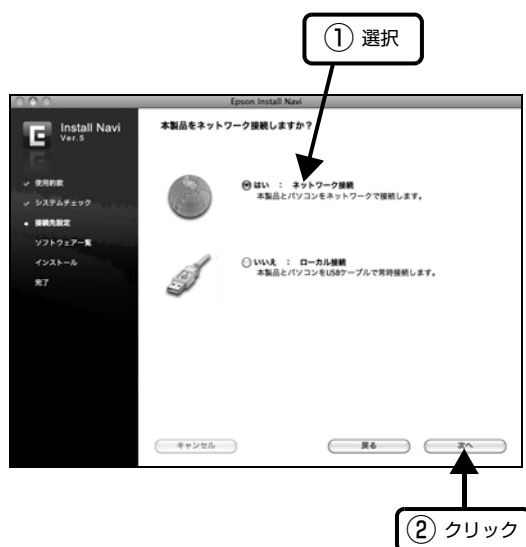 ① 選択
Epson Install Navi
Install Navi
Ver.5
本製品をネットワーク接続しますか？
使用約款
システムチェック
接続先設定
ソフトウェア一覧
インストール
完了
はい ： ネットワーク接続
本製品とパソコンをネットワークで接続します。
いいえ ： ローカル接続
本製品とパソコンをUSBケーブルで常時接続します。
キャンセル
戻る
次へ
② クリック